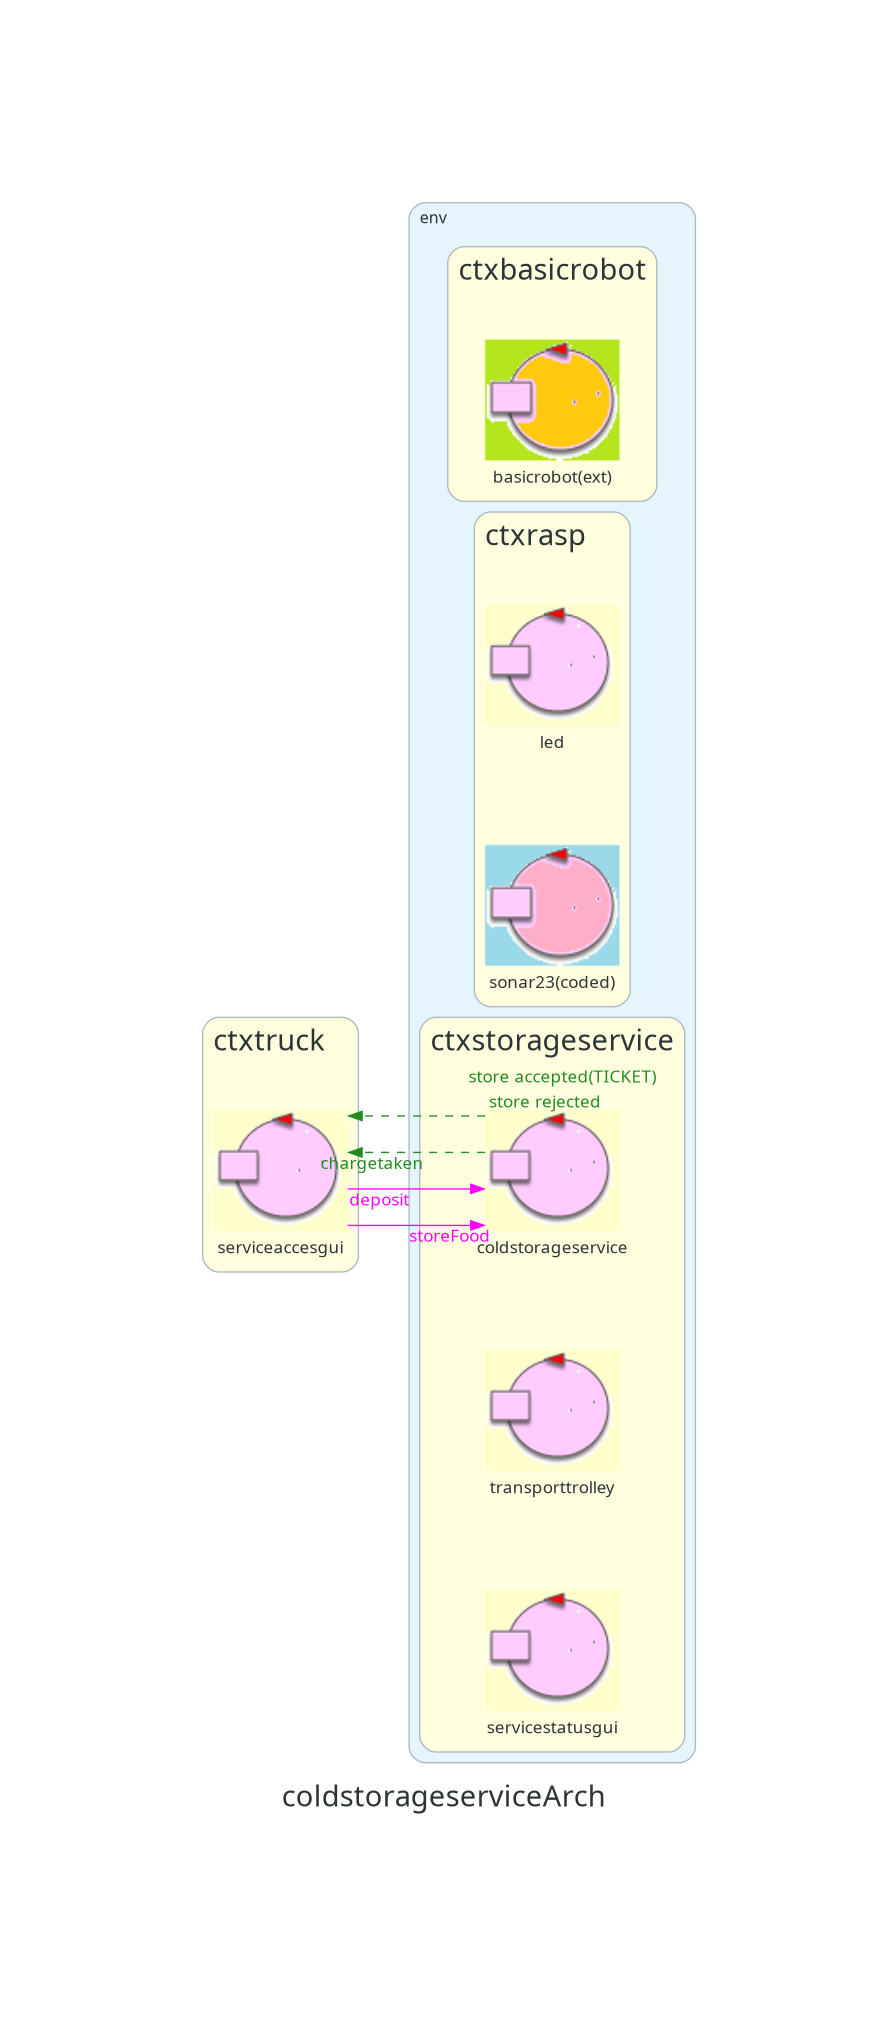 env
ctxbasicrobot
basicrobot(ext)
ctxrasp
led
sonar23(coded)
ctxtruck
ctxstorageservice
store accepted(TICKET)
store rejected
chargetaken
deposit
storeFood
serviceaccesgui
coldstorageservice
transporttrolley
servicestatusgui
coldstorageserviceArch